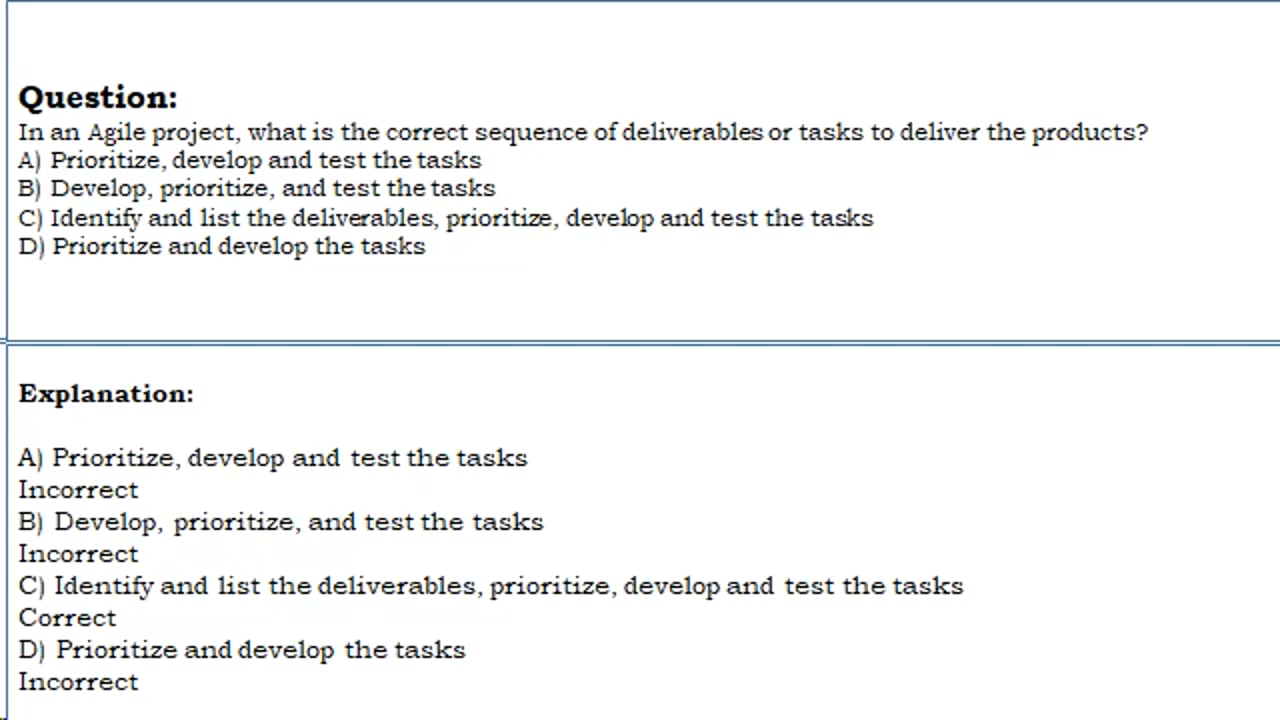 Question:
In an Agile project, what is the correct sequence of deliverables or tasks to deliver the products?
A) Prioritize, develop and test the tasks
B) Develop, prioritize, and test the tasks
C) Identify and list the deliverables, prioritize, develop and test the tasks
D) Prioritize and develop the tasks
Explanation:
A) Prioritize, develop and test the tasks
Incorrect
B) Develop, prioritize, and test the tasks
Incorrect
C) Identify and list the deliverables, prioritize, develop and test the tasks
Correct
D) Prioritize and develop the tasks
Incorrect